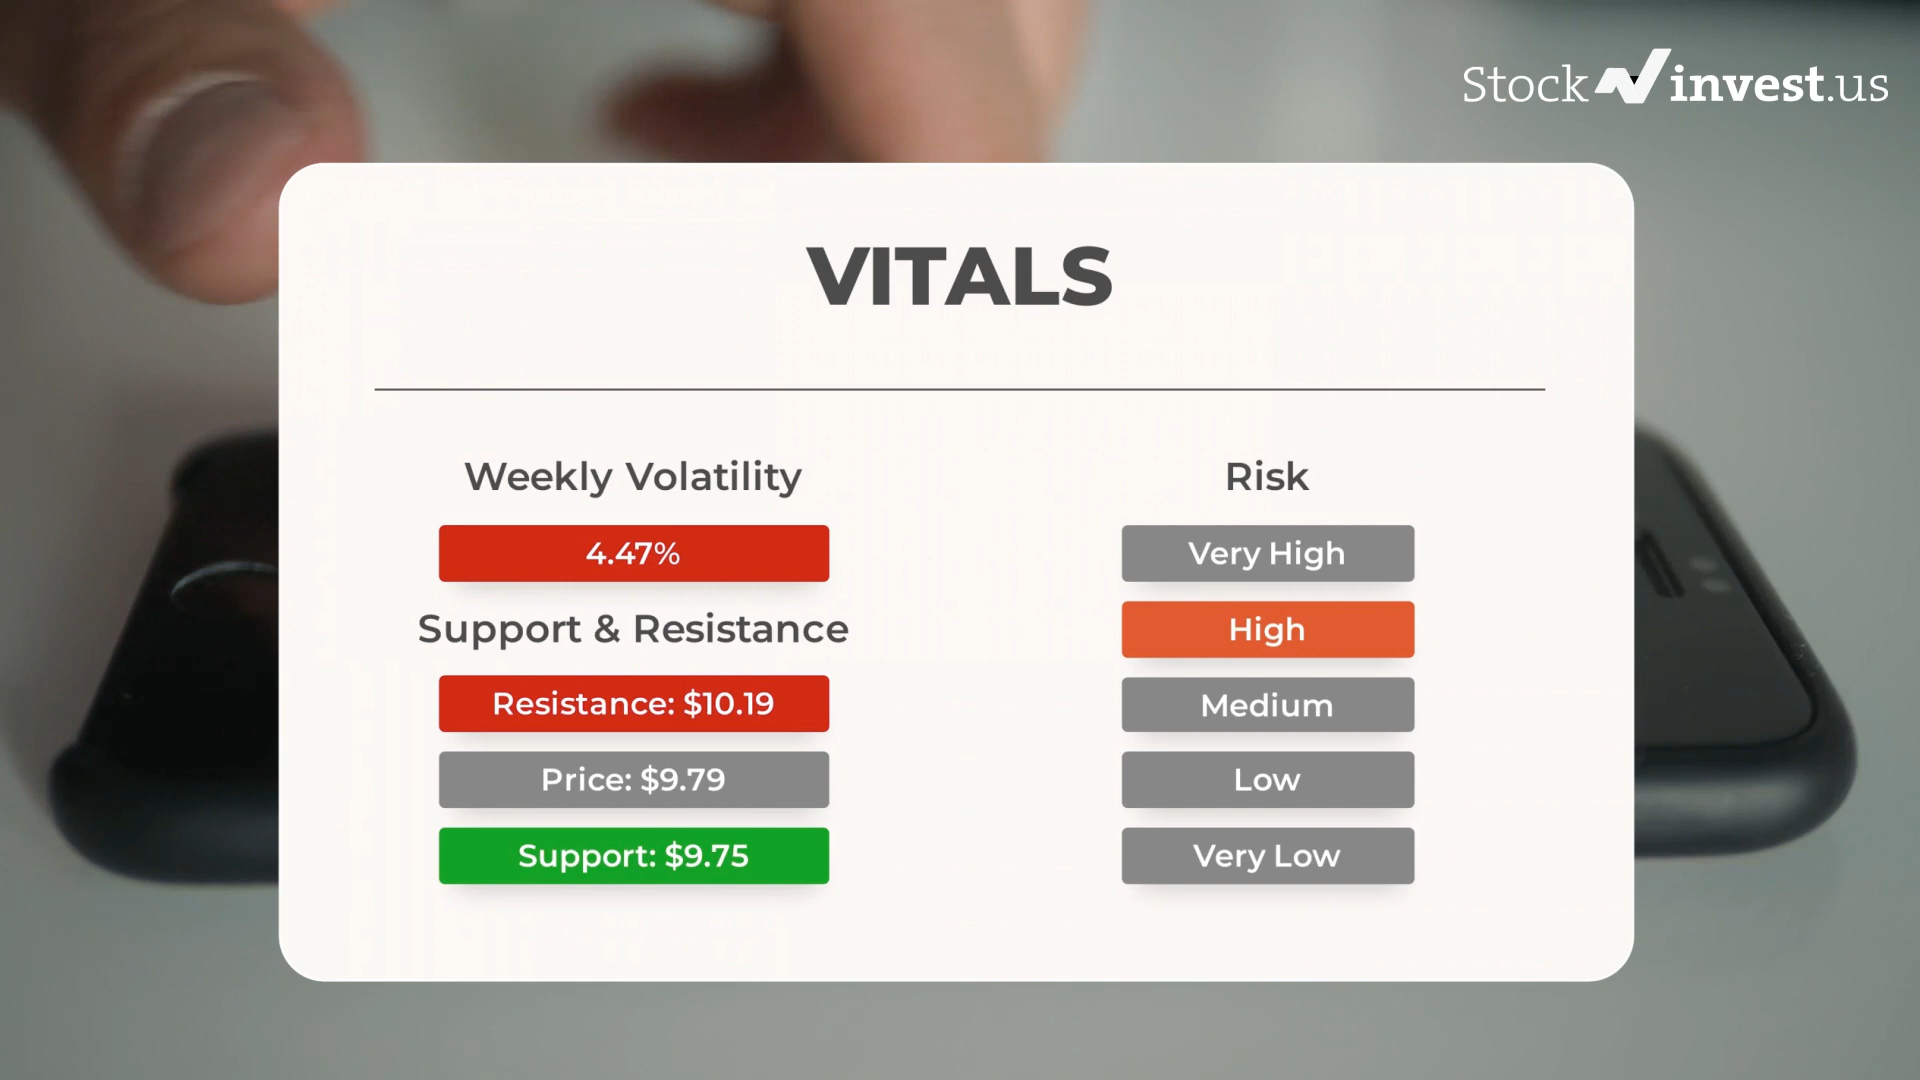 Stock invest.us
VITALS
Weekly Volatility
4.47%
Support & Resistance
Resistance: $10.19
Price: $9.79
Support: $9.75
Risk
Very High
High
Medium
Low
Very Low